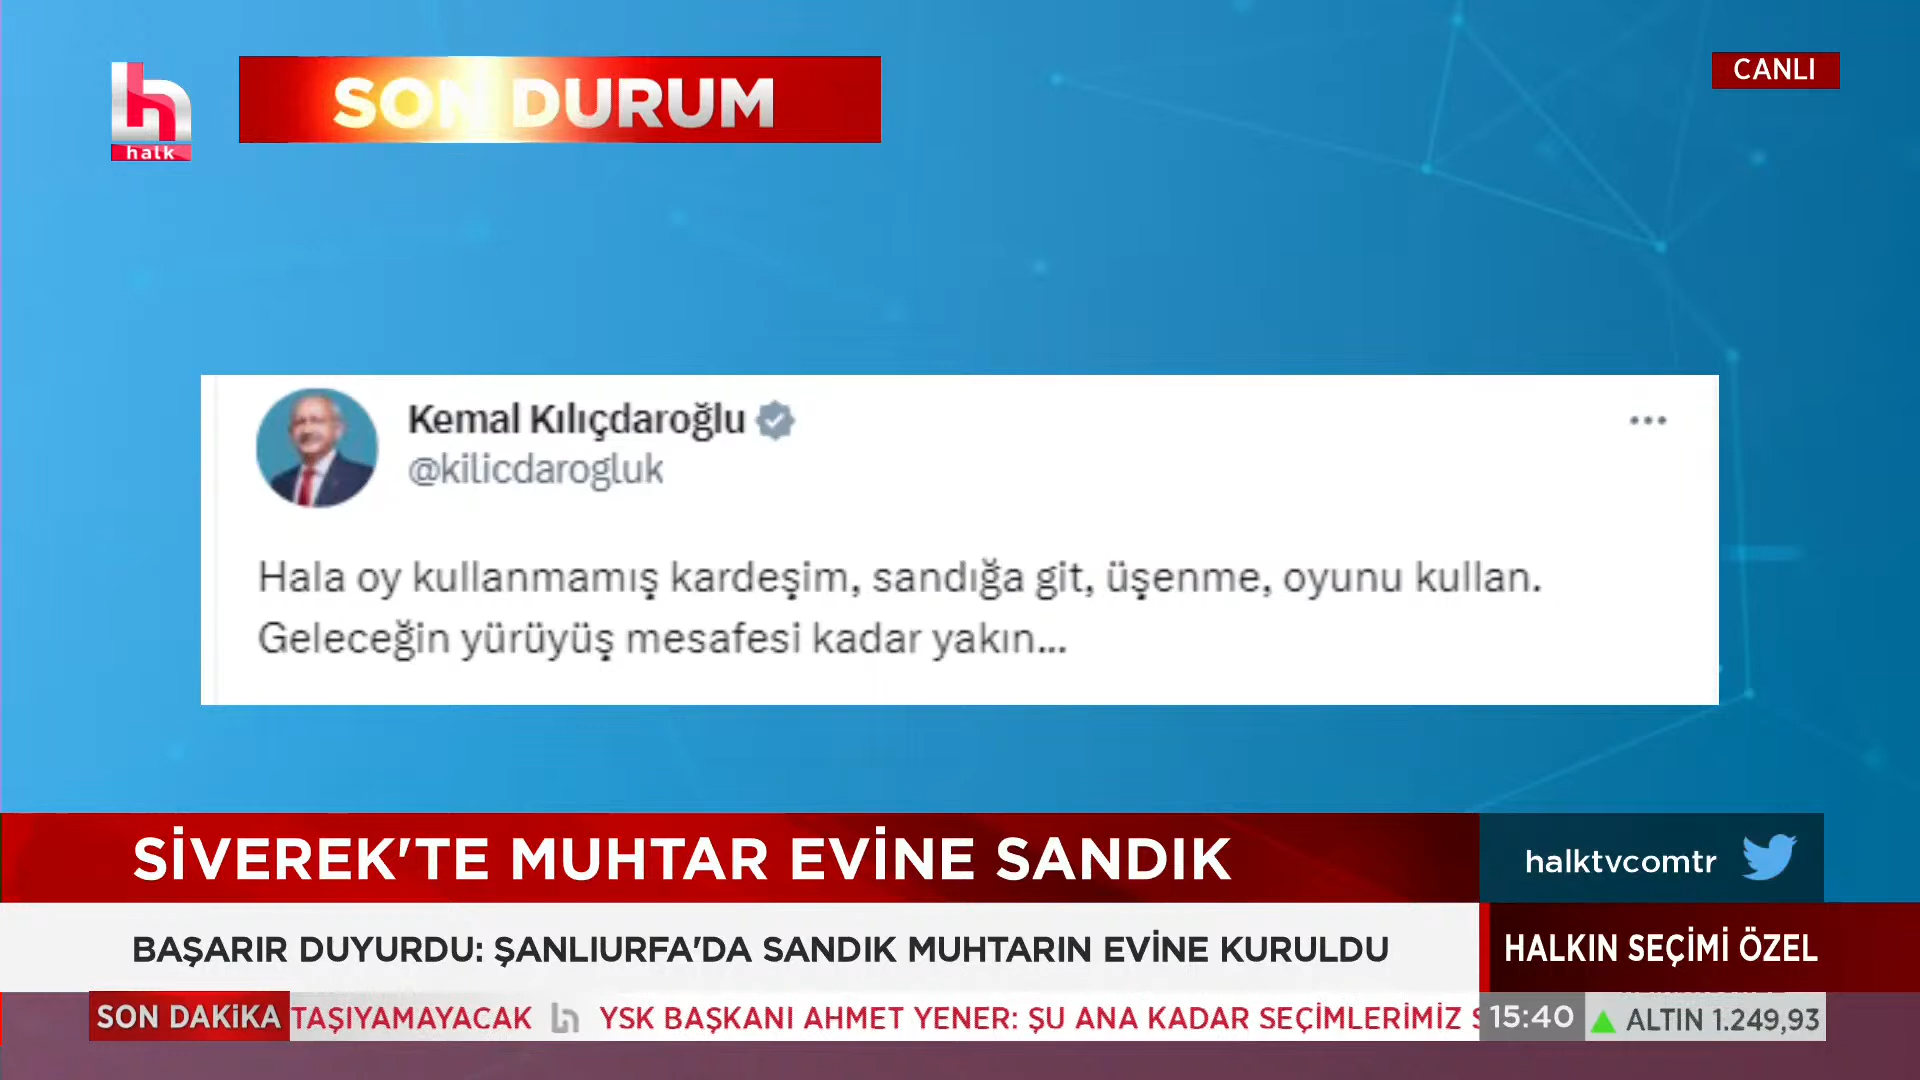 halk
SON DURUM
CANLI
Kemal Kılıçdaroğlu
@kilicdarogluk
Hala oy kullanmamış kardeşim, sandığa git, üşenme, oyunu kullan.
Geleceğin yürüyüş mesafesi kadar yakın...
SİVEREK'TE MUHTAR EVİNE SANDIK
halktvcomtr
BAŞARIR DUYURDU: ŞANLIURFA'DA SANDIK MUHTARIN EVİNE KURULDU
HALKIN SEÇİMİ ÖZEL
SON DAKİKA TAŞIYAMAYACAK YSK BAŞKANI AHMET YENER: ŞU ANA KADAR SEÇİMLERİMİZ 15:40 ALTIN 1.249,93